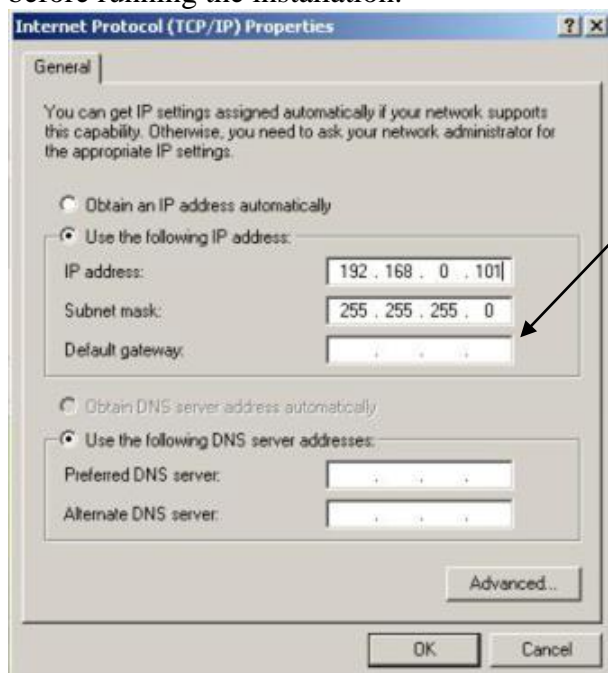 before running the installation.
Internet Protocol (TCP/IP) Properties
General
You can get IP settings assigned automatically if your network supports
this capability. Otherwise, you need to ask your network administrator for
the appropriate IP settings.
Obtain an IP address automatically
Use the following IP address:
IP address: 192 . 168 . 0 . 101
Subnet mask: 255 . 255 . 255 . 0
Default gateway: . . .
Obtain DNS server address automatically
Use the following DNS server addresses:
Preferred DNS server: . . .
Alternate DNS server: . . .
Advanced...
OK Cancel